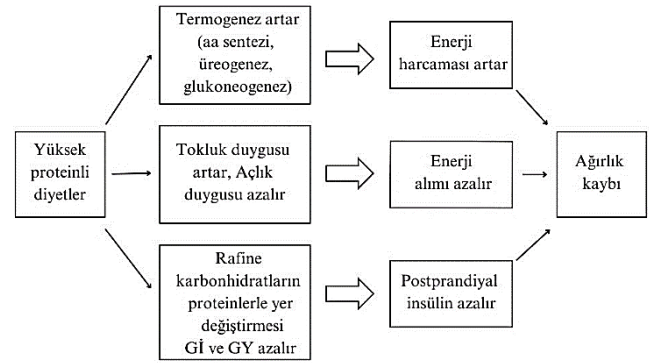 Yüksek
proteinli
diyetler
Termogenez artar
(aa sentezi,
üreogenez,
glukoneogenez)
Enerji
harcaması artar
Tokluk duygusu
artar, Açlık
duygusu azalır
Enerji
alımı azalır
Rafine
karbonhidratların
proteinlerle yer
değiştirmesi
Gİ ve GY azalır
Postprandiyal
insülin azalır
Ağırlık
kaybı